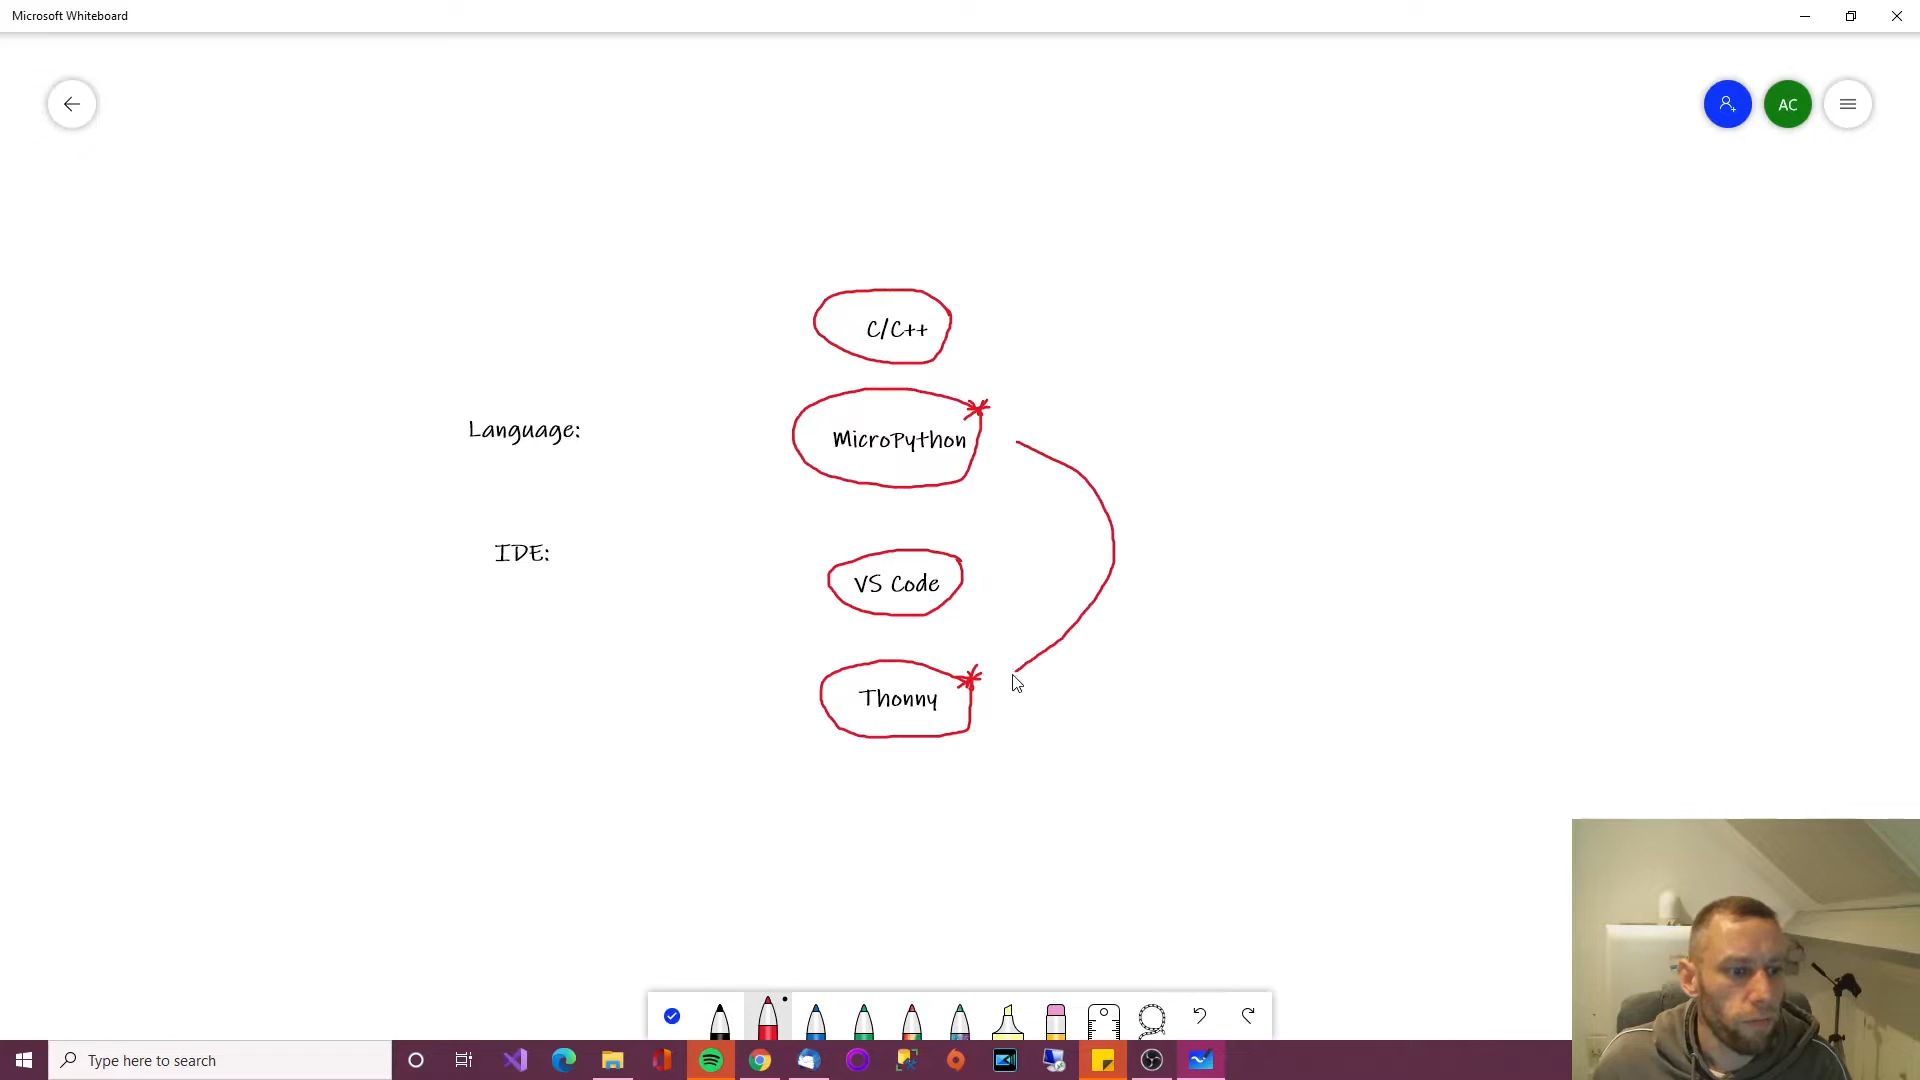 Microsoft Whiteboard
AC
C/C++
Language:
MicroPython
IDE:
VS Code
Thonny
Type here to search